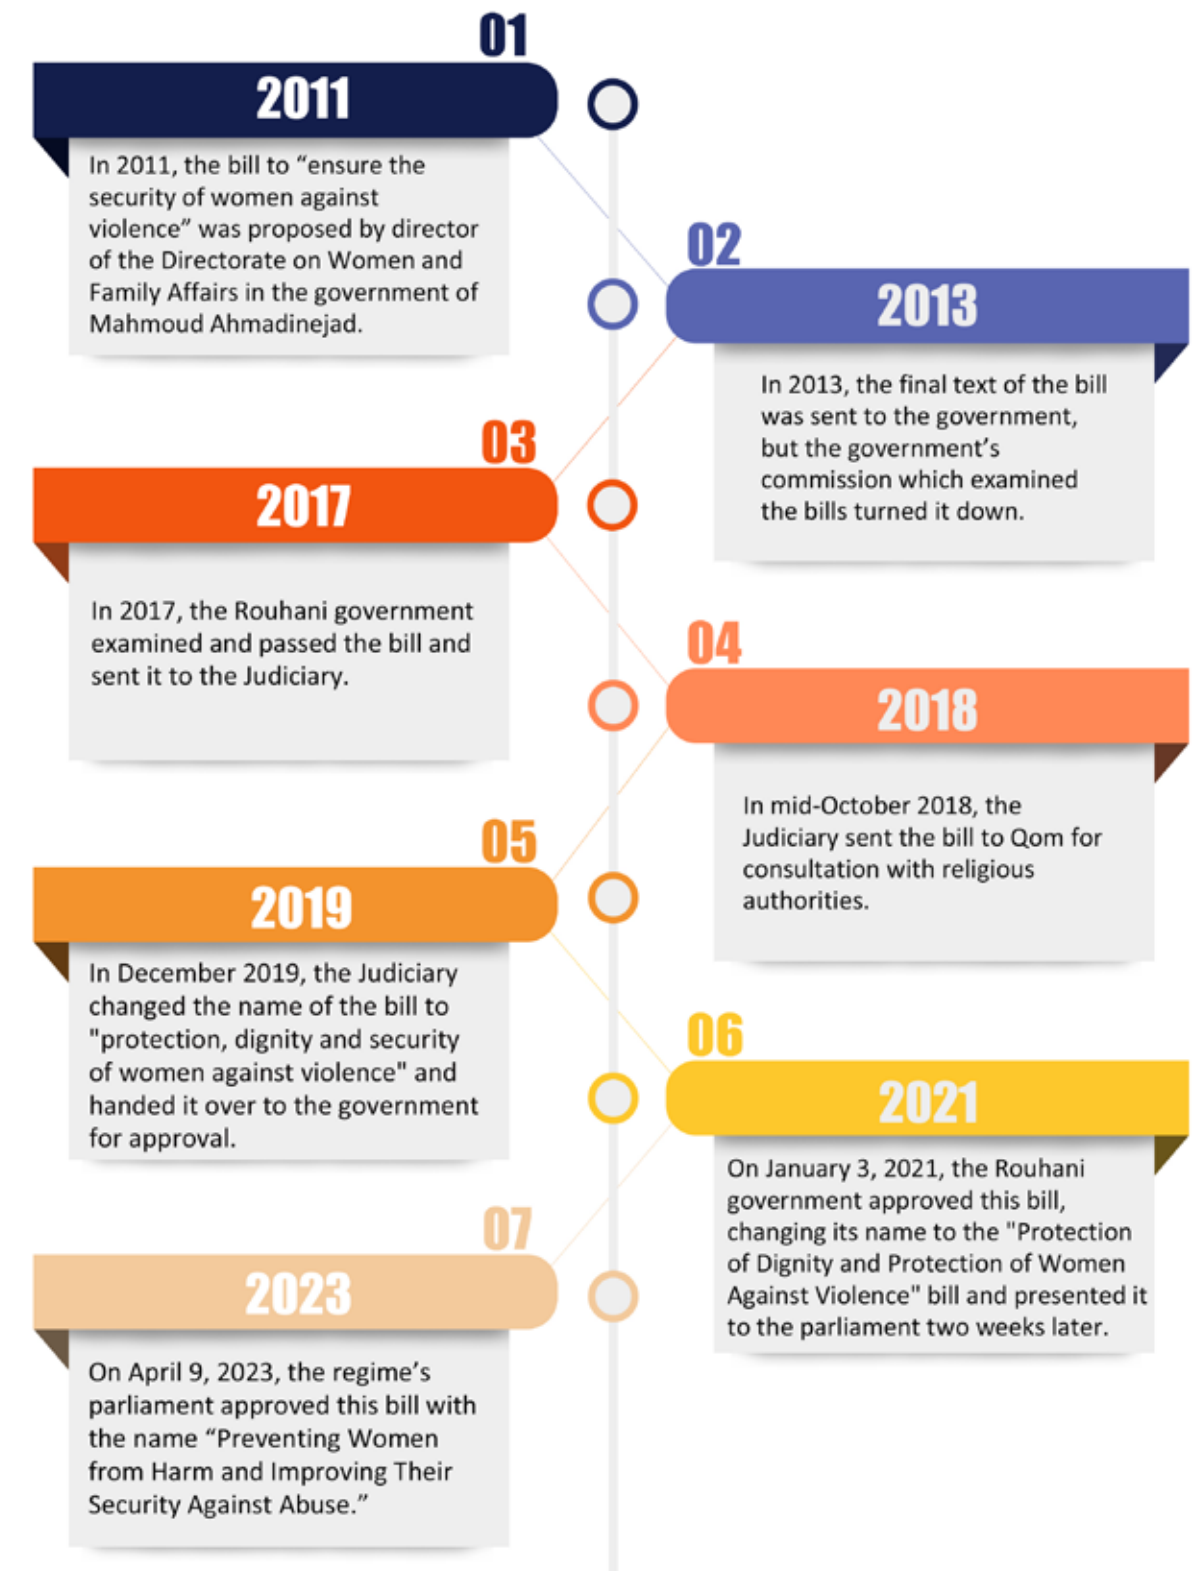 01
2011
In 2011, the bill to “ensure the
security of women against
violence” was proposed by director
of the Directorate on Women and
Family Affairs in the government of
Mahmoud Ahmadinejad.
02
2013
In 2013, the final text of the bill
was sent to the government,
but the government’s
commission which examined
the bills turned it down.
03
2017
In 2017, the Rouhani government
examined and passed the bill and
sent it to the Judiciary.
04
2018
In mid-October 2018, the
Judiciary sent the bill to Qom for
consultation with religious
authorities.
05
2019
In December 2019, the Judiciary
changed the name of the bill to
"protection, dignity and security
of women against violence" and
handed it over to the government
for approval.
06
2021
On January 3, 2021, the Rouhani
government approved this bill,
changing its name to the "Protection
of Dignity and Protection of Women
Against Violence" bill and presented it
to the parliament two weeks later.
07
2023
On April 9, 2023, the regime’s
parliament approved this bill with
the name “Preventing Women
from Harm and Improving Their
Security Against Abuse.”